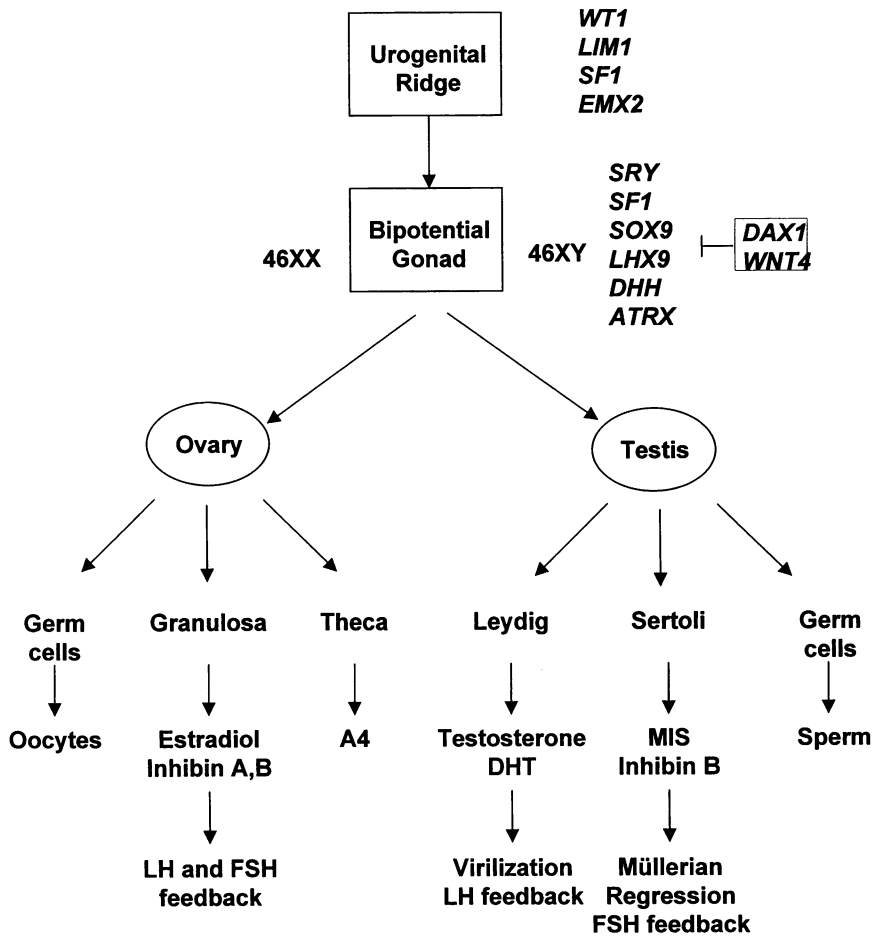 Urogenital
Ridge
WT1
LIM1
SF1
EMX2
46XX
Bipotential
Gonad
46XY
SRY
SF1
SOX9
LHX9
DHH
ATRX
DAX1
WNT4
Ovary
Testis
Germ
cells
Granulosa
Theca
Leydig
Sertoli
Germ
cells
Oocytes
Estradiol
Inhibin A,B
A4
Testosterone
DHT
MIS
Inhibin B
Sperm
LH and FSH
feedback
Virilization
LH feedback
Müllerian
Regression
FSH feedback